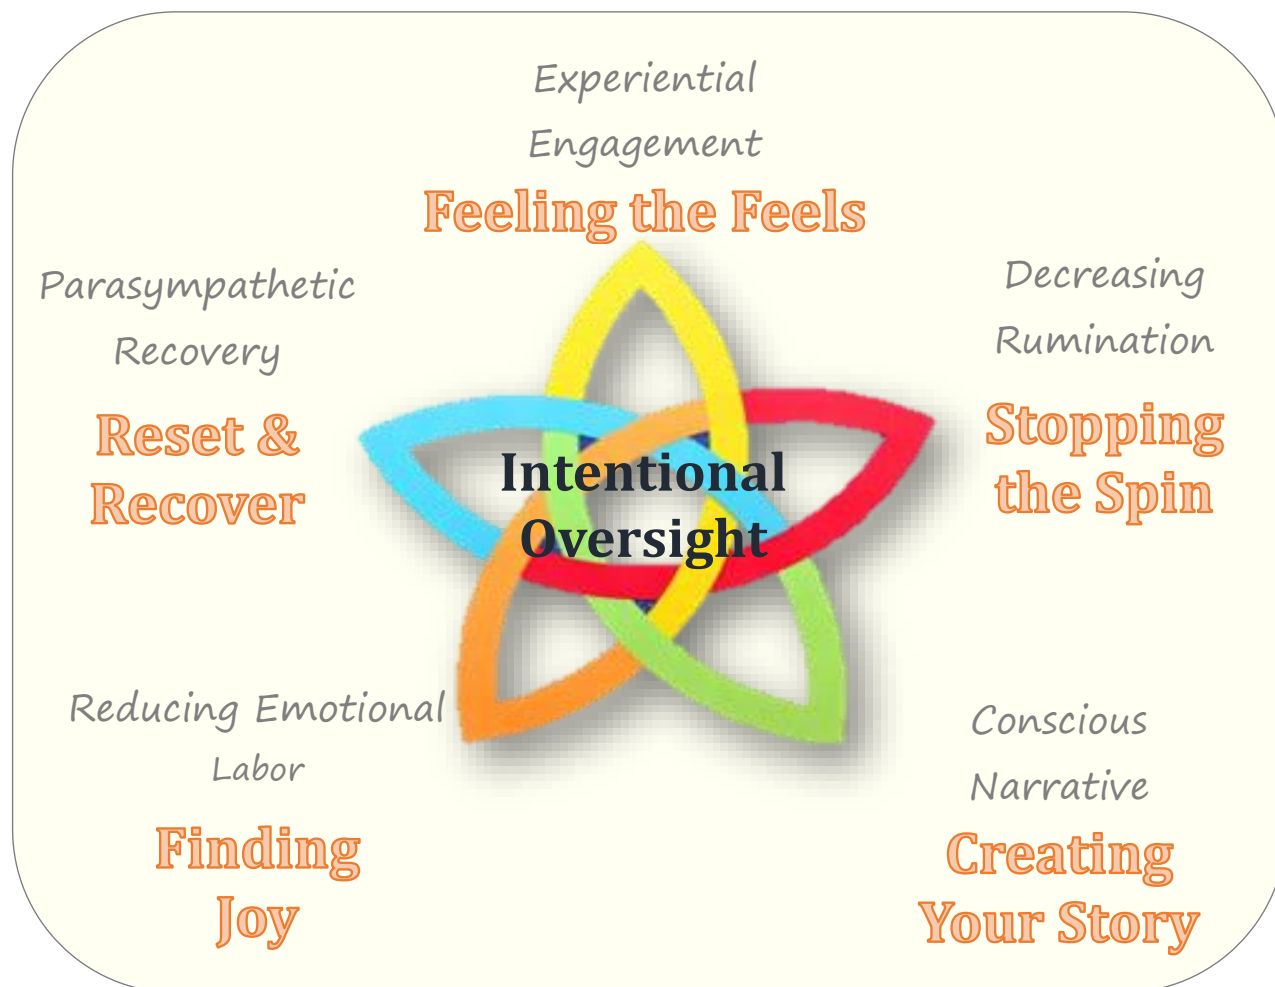 Experiential
Engagement
Feeling the Feels
Parasympathetic
Recovery
Reset &
Recover
Decreasing
Rumination
Stopping
the Spin
Intentional
Oversight
Reducing Emotional
Labor
Finding
Joy
Conscious
Narrative
Creating
Your Story